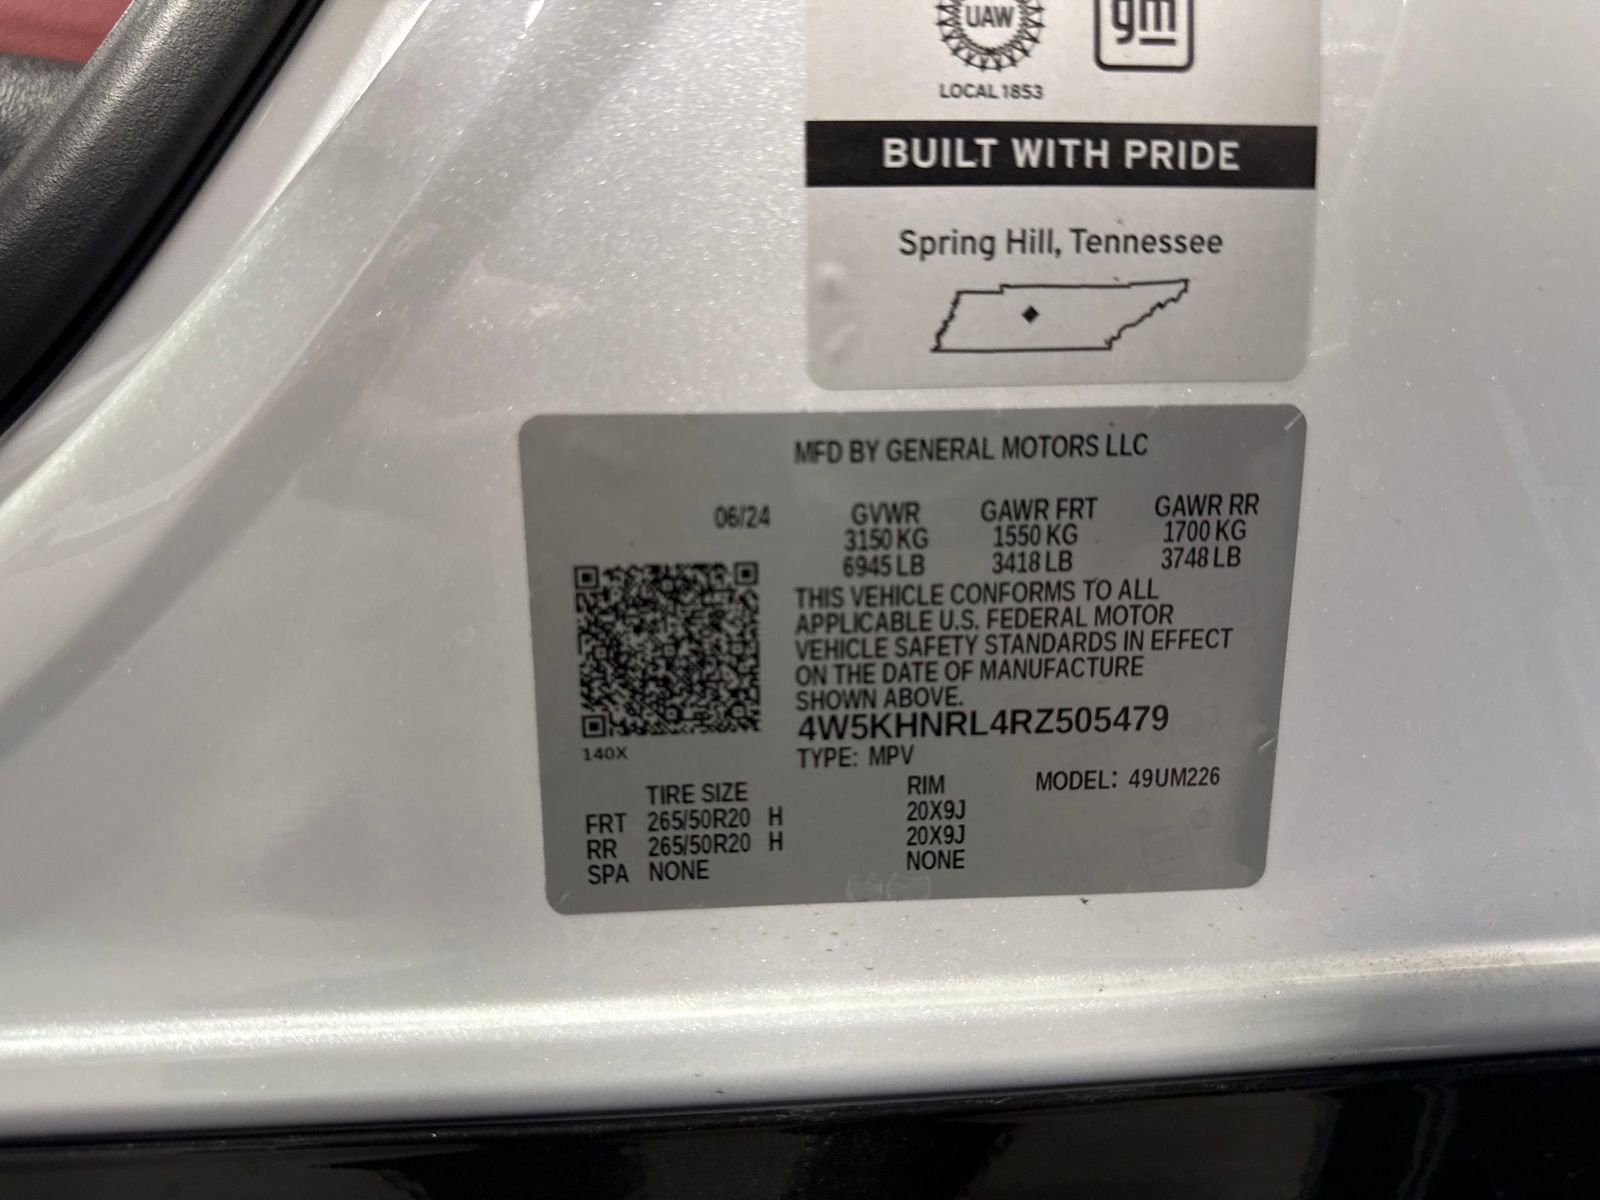 UAW
gm
LOCAL 1853
BUILT WITH PRIDE
Spring Hill, Tennessee
MFD BY GENERAL MOTORS LLC
06/24 GVWR GAWR FRT GAWR RR
3150 KG 1550 KG 1700 KG
6945 LB 3418 LB 3748 LB
THIS VEHICLE CONFORMS TO ALL
APPLICABLE U.S. FEDERAL MOTOR
VEHICLE SAFETY STANDARDS IN EFFECT
ON THE DATE OF MANUFACTURE
SHOWN ABOVE.
4W5KHNRL4RZ505479
140X
TYPE: MPV
TIRE SIZE RIM MODEL: 49UM226
FRT 265/50R20 H 20X9J
RR 265/50R20 H 20X9J
SPA NONE NONE